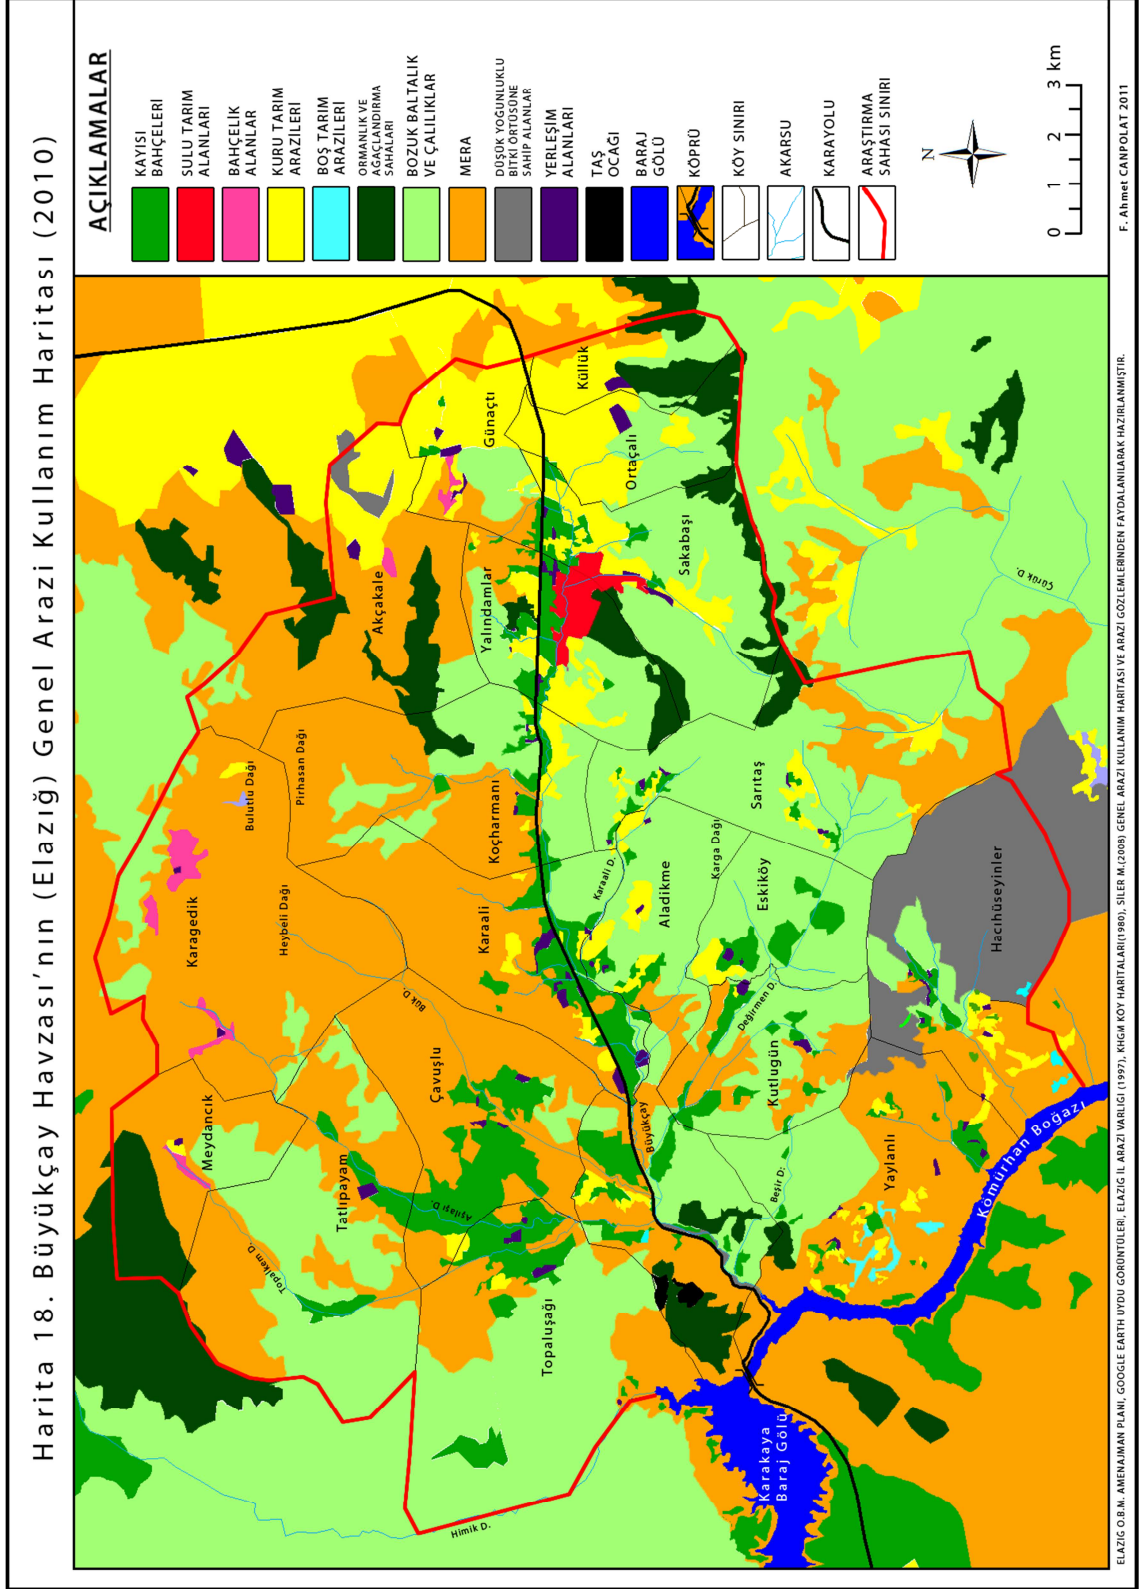 Harita 18. Büyükçay Havzası’nın (Elazığ) Genel Arazi Kullanım Haritası (2010)
AÇIKLAMALAR
KAYISI
BAHÇELERİ
SULU TARIM
ALANLARI
BAHÇELİK
ALANLAR
KURU TARIM
ARAZİLERİ
BOŞ TARIM
ARAZİLERİ
ORMANLIK VE
AĞAÇLANDIRMA
SAHALARI
BOZUK BALTALIK
VE ÇALILIKLAR
MERA
DÜŞÜK YOĞUNLUKLU
BİTKİ ÖRTÜSÜNE
SAHİP ALANLAR
YERLEŞİM
ALANLARI
TAŞ
OCAĞI
BARAJ
GÖLÜ
KÖPRÜ
KÖY SINIRI
AKARSU
KARAYOLU
ARAŞTIRMA
SAHASI SINIRI
N
0 1 2 3 km
Meydancık
Karagedik
Bulutlu Dağı
Pirhasan Dağı
Heybeli Dağı
Akçakale
Topalkem D.
Tatlıpayam
Bük D.
Çavuşlu
Aşılaşı D.
Karaali
Koçharmanı
Yalındamlar
Günaçtı
Küllük
Ortaçalı
Sakabaşı
Himik D.
Topaluşağı
Büyükçay
Karaali D.
Aladikme
Karga Dağı
Sarıtaş
Eskiköy
Değirmen D.
Kutlugün
Beşir D.
Yaylanlı
Hacıhüseyinler
Çürük D.
Karakaya
Baraj Gölü
Kömürhan Boğazı
ELAZIG O.B.M. AMENAJMAN PLANI, GOOGLE EARTH UYDU GÖRÜNTÜLERİ, ELAZIG İL ARAZİ VARLIGI (1997), KHGM KÖY HARİTALARI(1980), SİLER M.(2008) GENEL ARAZİ KULLANIM HARİTASI VE ARAZİ GÖZLEMLERİNDEN FAYDALANILARAK HAZIRLANMIŞTIR.
F. Ahmet CANPOLAT 2011